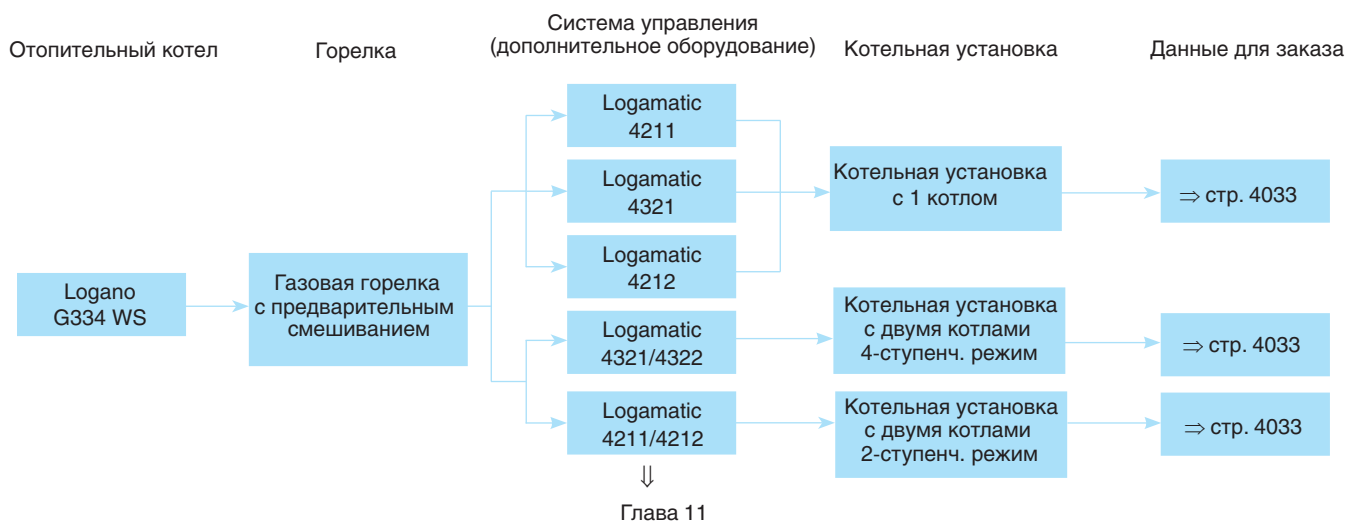 Отопительный котел
Горелка
Система управления
(дополнительное оборудование)
Котельная установка
Данные для заказа
Logano
G334 WS
Газовая горелка
с предварительным
смешиванием
Logamatic
4211
Logamatic
4321
Logamatic
4212
Котельная установка
с 1 котлом
⇒ стр. 4033
Logamatic
4321/4322
Котельная установка
с двумя котлами
4-ступенч. режим
⇒ стр. 4033
Logamatic
4211/4212
Котельная установка
с двумя котлами
2-ступенч. режим
⇒ стр. 4033
⇓
Глава 11